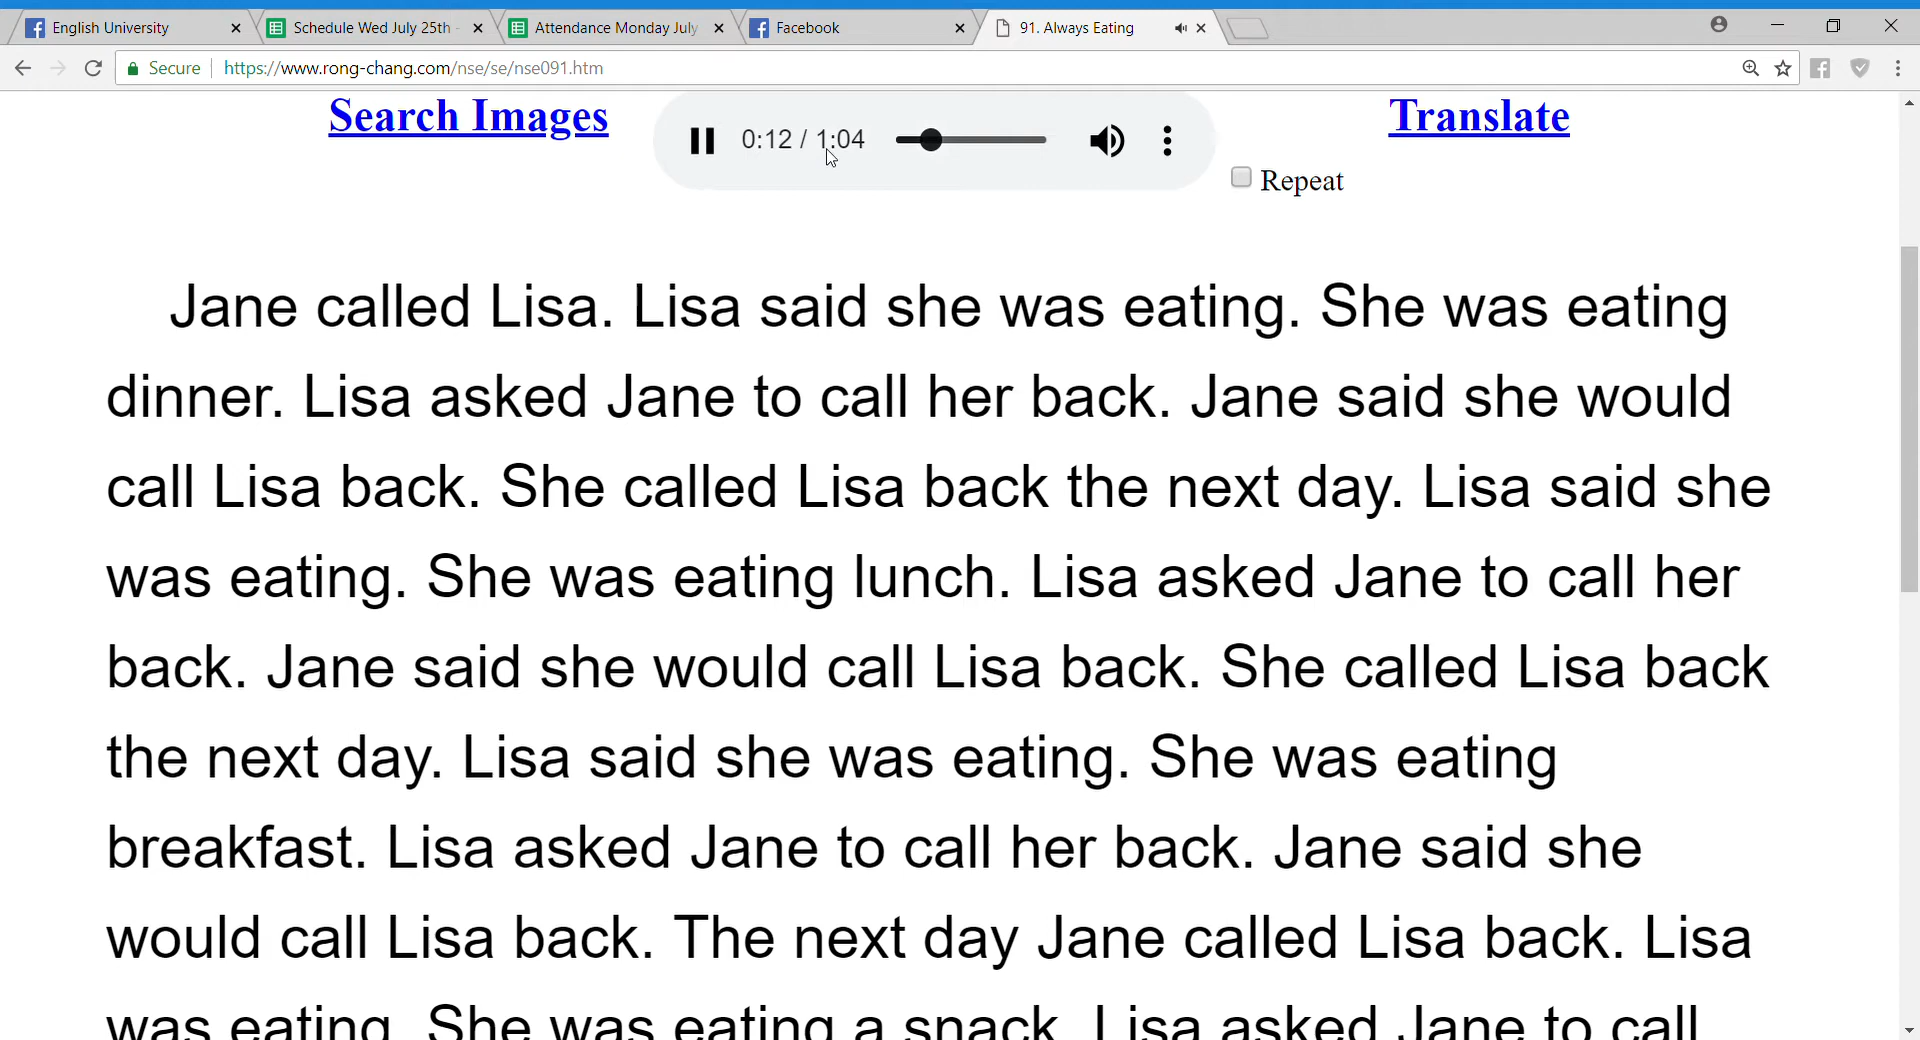 English University
Schedule Wed July 25th -
Attendance Monday July
Facebook
91. Always Eating
Secure
https://www.rong-chang.com/nse/se/nse091.htm
Search Images
0:12 / 1:04
Translate
Repeat
Jane called Lisa. Lisa said she was eating. She was eating
dinner. Lisa asked Jane to call her back. Jane said she would
call Lisa back. She called Lisa back the next day. Lisa said she
was eating. She was eating lunch. Lisa asked Jane to call her
back. Jane said she would call Lisa back. She called Lisa back
the next day. Lisa said she was eating. She was eating
breakfast. Lisa asked Jane to call her back. Jane said she
would call Lisa back. The next day Jane called Lisa back. Lisa
was eating. She was eating a snack. Lisa asked Jane to call